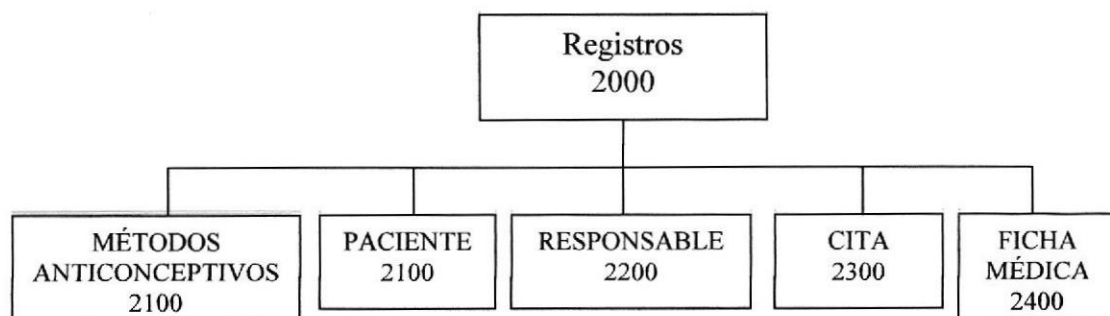 Registros
2000
MÉTODOS
ANTICONCEPTIVOS
2100
PACIENTE
2100
RESPONSABLE
2200
CITA
2300
FICHA
MÉDICA
2400